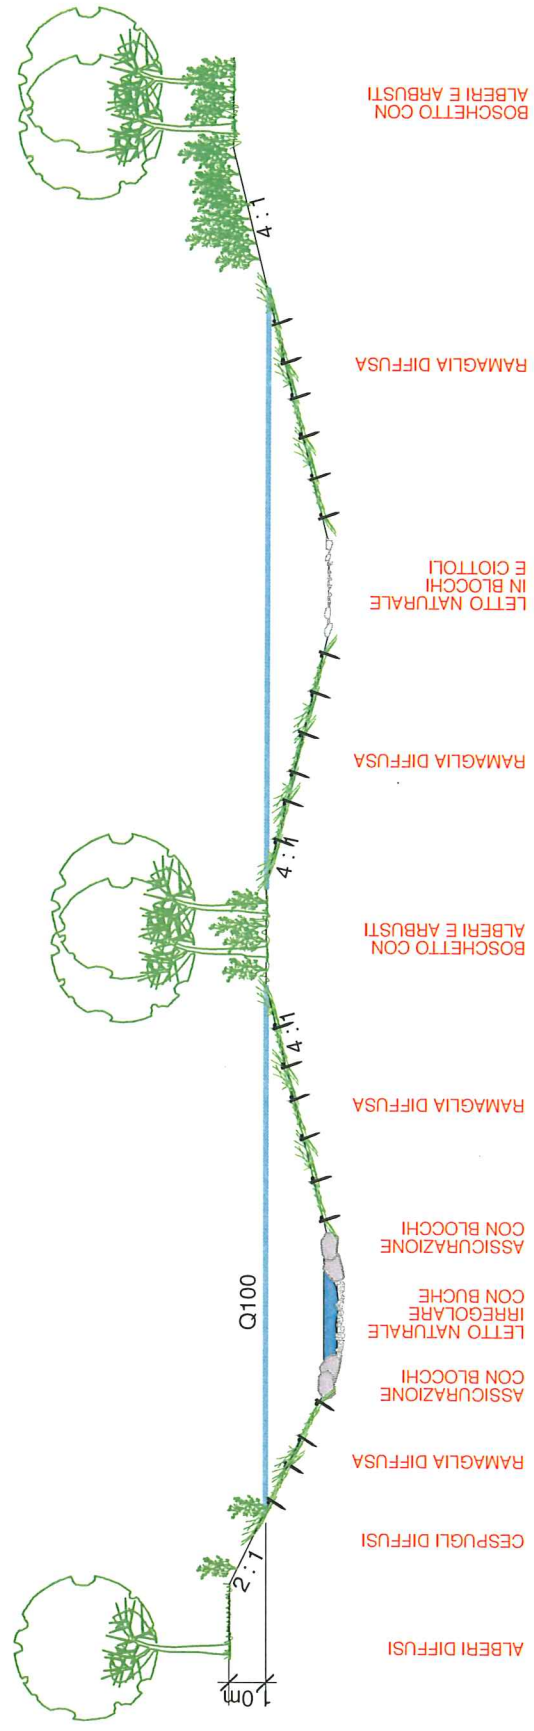 ALBERI DIFFUSI
CESPUGLI DIFFUSI
RAMAGLIA DIFFUSA
ASSICURAZIONE
CON BLOCCHI
LETTO NATURALE
IRREGOLARE
CON BUCHE
ASSICURAZIONE
CON BLOCCHI
RAMAGLIA DIFFUSA
BOSCHETTO CON
ALBERI E ARBUSTI
RAMAGLIA DIFFUSA
LETTO NATURALE
IN BLOCCHI
E CIOTTOLI
RAMAGLIA DIFFUSA
BOSCHETTO CON
ALBERI E ARBUSTI
1.0m
2:1
Q100
4:1
4:1
4:1